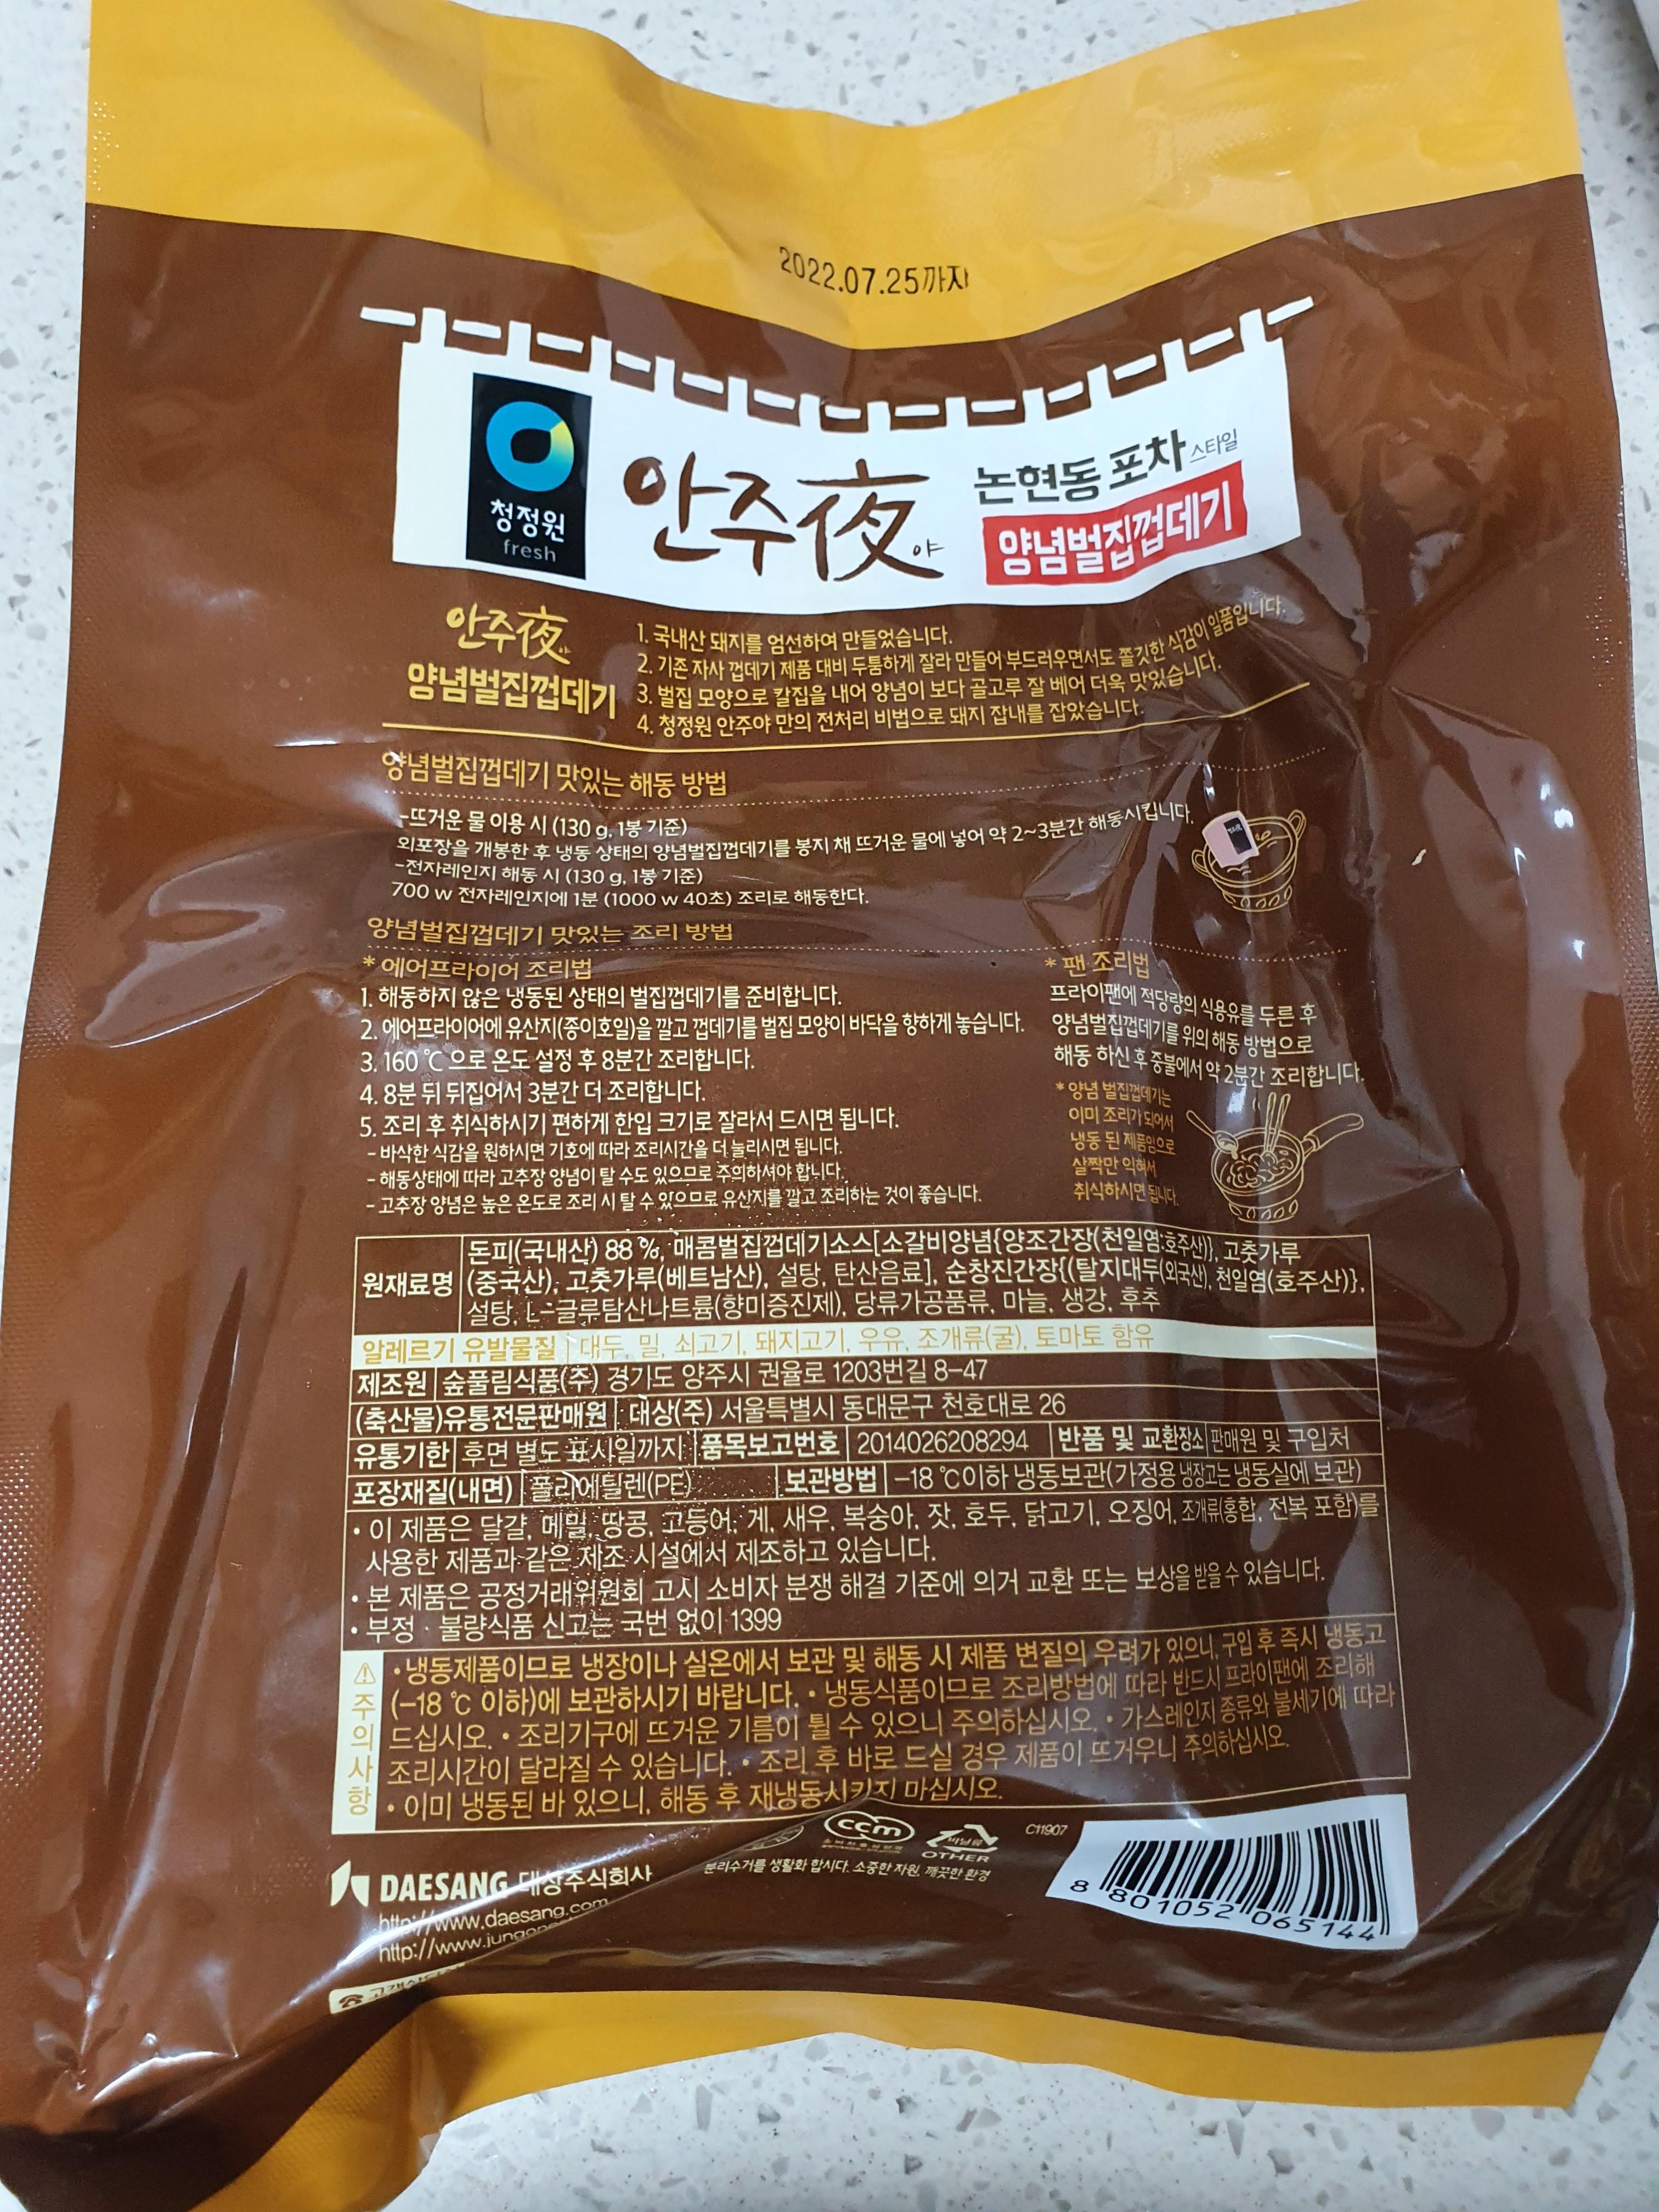 2022.07.25까지
청정원
fresh
안주夜야
논현동 포차 스타일
양념벌집껍데기
안주夜야
양념벌집껍데기
1. 국내산 돼지를 엄선하여 만들었습니다.
2. 기존 자사 껍데기 제품 대비 두툼하게 잘라 만들어 부드러우면서도 쫄깃한 식감이 일품입니다.
3. 벌집 모양으로 칼집을 내어 양념이 보다 골고루 잘 베어 더욱 맛있습니다.
4. 청정원 안주야 만의 전처리 비법으로 돼지 잡내를 잡았습니다.
양념벌집껍데기 맛있는 해동 방법
-뜨거운 물 이용 시 (130 g, 1봉 기준)
외포장을 개봉한 후 냉동 상태의 양념벌집껍데기를 봉지 채 뜨거운 물에 넣어 약 2~3분간 해동시킵니다.
-전자레인지 해동 시 (130 g, 1봉 기준)
700 w 전자레인지에 1분 (1000 w 40초) 조리로 해동한다.
양념벌집껍데기 맛있는 조리 방법
* 에어프라이어 조리법
1. 해동하지 않은 냉동된 상태의 벌집껍데기를 준비합니다.
2. 에어프라이어에 유산지(종이호일)을 깔고 껍데기를 벌집 모양이 바닥을 향하게 놓습니다.
3. 160 ℃ 으로 온도 설정 후 8분간 조리합니다.
4. 8분 뒤 뒤집어서 3분간 더 조리합니다.
5. 조리 후 취식하시기 편하게 한입 크기로 잘라서 드시면 됩니다.
- 바삭한 식감을 원하시면 기호에 따라 조리시간을 더 늘리시면 됩니다.
- 해동상태에 따라 고추장 양념이 탈 수도 있으므로 주의하셔야 합니다.
- 고추장 양념은 높은 온도로 조리 시 탈 수 있으므로 유산지를 깔고 조리하는 것이 좋습니다.
* 팬 조리법
프라이팬에 적당량의 식용유를 두른 후
양념벌집껍데기를 위의 해동 방법으로
해동 하신 후 중불에서 약 2분간 조리합니다.
* 양념 벌집껍데기는
이미 조리가 되어서
냉동 된 제품임으로
살짝만 익혀서
취식하시면 됩니다.
원재료명 돈피(국내산) 88 %, 매콤벌집껍데기소스[소갈비양념{양조간장(천일염:호주산)}, 고춧가루
(중국산), 고춧가루(베트남산), 설탕, 탄산음료], 순창진간장{(탈지대두(외국산), 천일염(호주산)},
설탕, L-글루탐산나트륨(향미증진제), 당류가공품류, 마늘, 생강, 후추
알레르기 유발물질 대두, 밀, 쇠고기, 돼지고기, 우유, 조개류(굴), 토마토 함유
제조원 숲풀림식품(주) 경기도 양주시 권율로 1203번길 8-47
(축산물)유통전문판매원 대상(주) 서울특별시 동대문구 천호대로 26
유통기한 후면 별도 표시일까지 품목보고번호 2014026208294 반품 및 교환장소 판매원 및 구입처
포장재질(내면) 폴리에틸렌(PE) 보관방법 -18 ℃이하 냉동보관(가정용 냉장고는 냉동실에 보관)
• 이 제품은 달걀, 메밀, 땅콩, 고등어, 게, 새우, 복숭아, 잣, 호두, 닭고기, 오징어, 조개류(홍합, 전복 포함)를
사용한 제품과 같은 제조 시설에서 제조하고 있습니다.
• 본 제품은 공정거래위원회 고시 소비자 분쟁 해결 기준에 의거 교환 또는 보상을 받을 수 있습니다.
• 부정 · 불량식품 신고는 국번 없이 1399
주의사항
• 냉동제품이므로 냉장이나 실온에서 보관 및 해동 시 제품 변질의 우려가 있으니, 구입 후 즉시 냉동고
(-18 ℃ 이하)에 보관하시기 바랍니다. • 냉동식품이므로 조리방법에 따라 반드시 프라이팬에 조리해
드십시오. • 조리기구에 뜨거운 기름이 튈 수 있으니 주의하십시오. • 가스레인지 종류와 불세기에 따라
조리시간이 달라질 수 있습니다. • 조리 후 바로 드실 경우 제품이 뜨거우니 주의하십시오.
• 이미 냉동된 바 있으니, 해동 후 재냉동시키지 마십시오.
ccm
비닐류
OTHER
C11907
분리수거를 생활화 합시다. 소중한 자원, 깨끗한 환경
DAESANG 대상주식회사
http://www.daesang.com
http://www.jungone
8 801052 065144